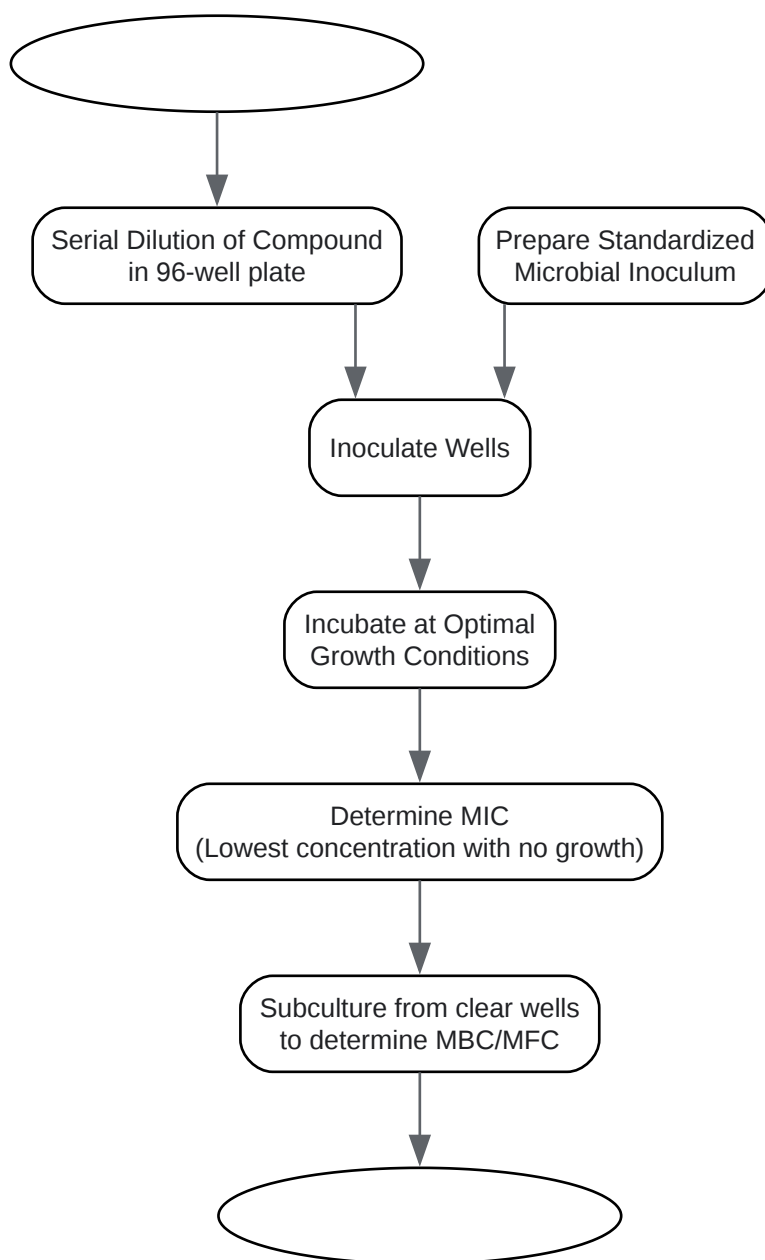 Serial Dilution of Compound
in 96-well plate
Prepare Standardized
Microbial Inoculum
Inoculate Wells
Incubate at Optimal
Growth Conditions
Determine MIC
(Lowest concentration with no growth)
Subculture from clear wells
to determine MBC/MFC